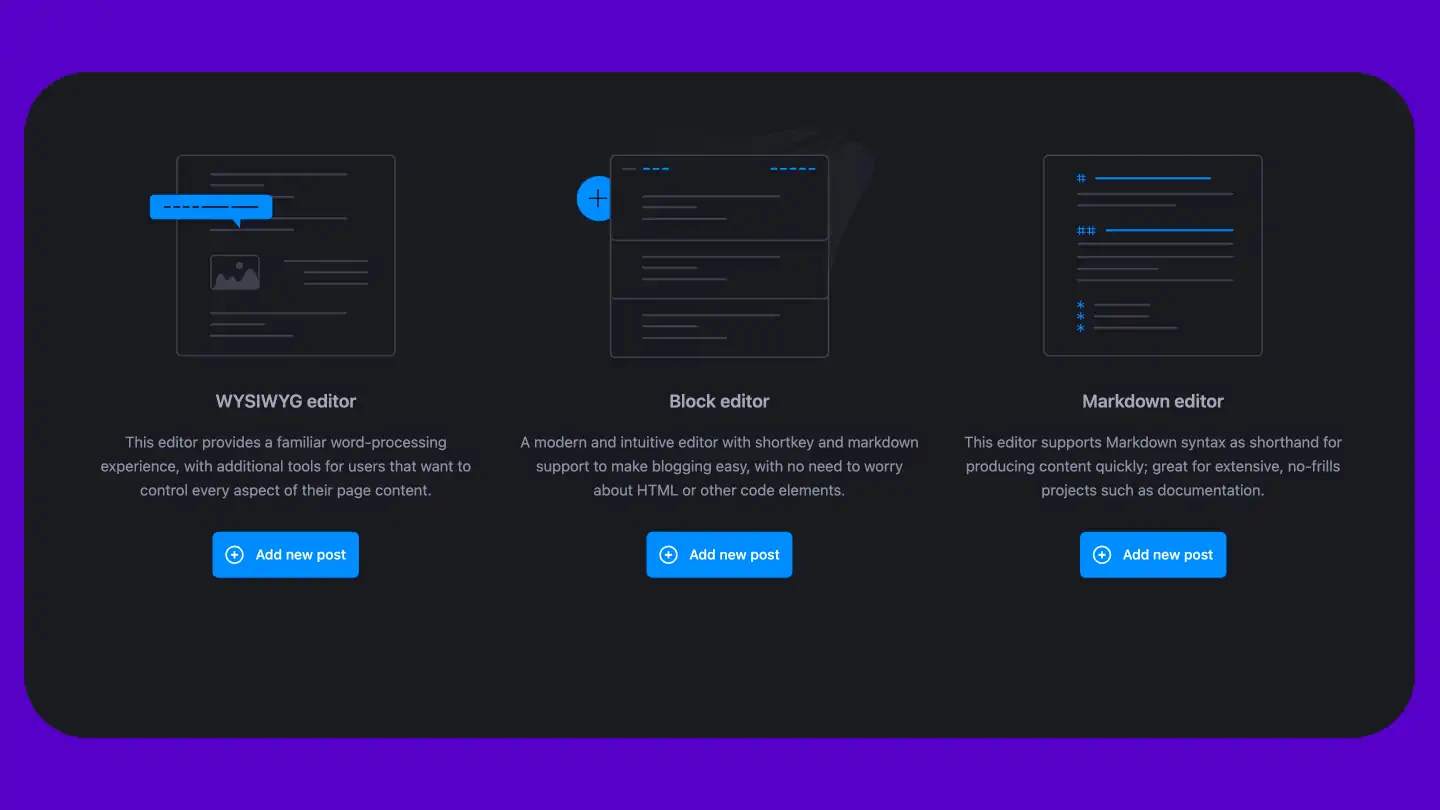 WYSIWYG editor
This editor provides a familiar word-processing
experience, with additional tools for users that want to
control every aspect of their page content.
Add new post
Block editor
A modern and intuitive editor with shortkey and markdown
support to make blogging easy, with no need to worry
about HTML or other code elements.
Add new post
#
##
*
*
*
Markdown editor
This editor supports Markdown syntax as shorthand for
producing content quickly; great for extensive, no-frills
projects such as documentation.
Add new post